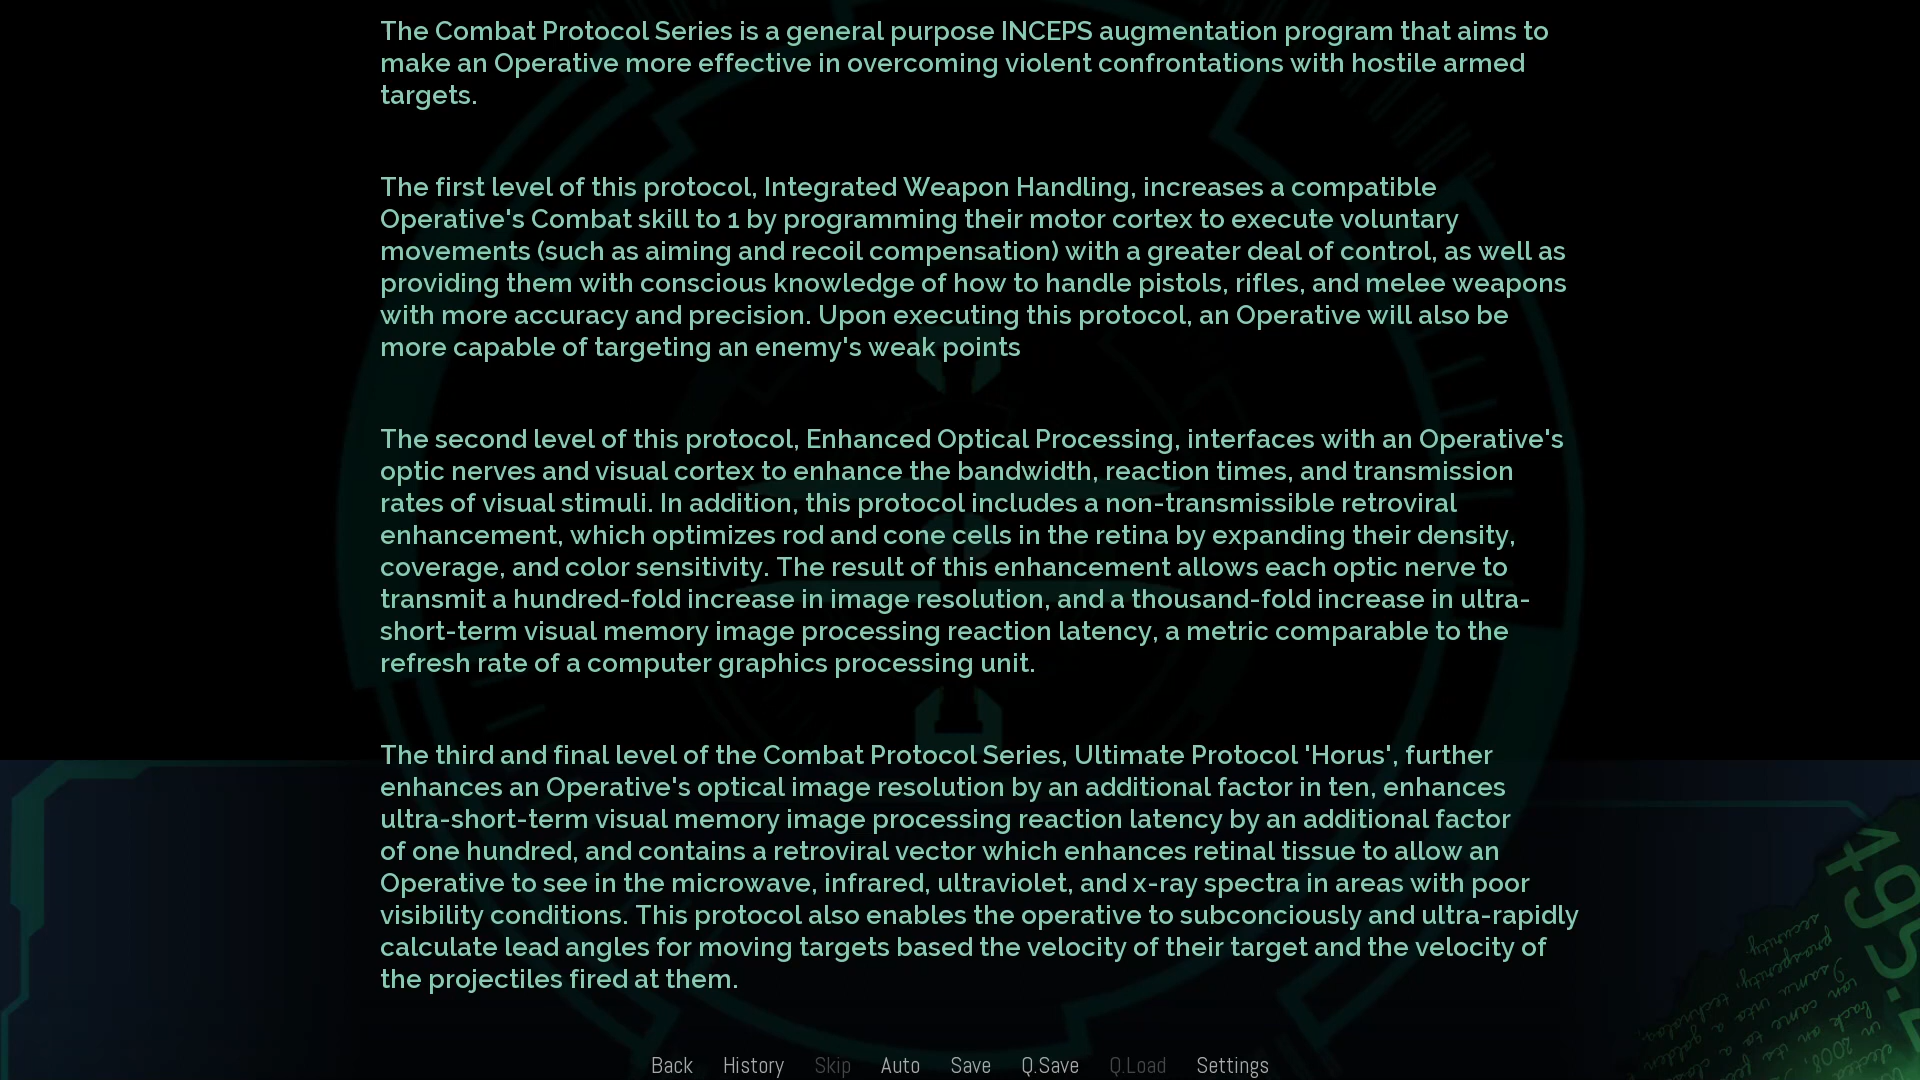 The Combat Protocol Series is a general purpose INCEPS augmentation program that aims to
make an Operative more effective in overcoming violent confrontations with hostile armed
targets.
The first level of this protocol, Integrated Weapon Handling, increases a compatible
Operative's Combat skill to 1 by programming their motor cortex to execute voluntary
movements (such as aiming and recoil compensation) with a greater deal of control, as well as
providing them with conscious knowledge of how to handle pistols, rifles, and melee weapons
with more accuracy and precision. Upon executing this protocol, an Operative will also be
more capable of targeting an enemy's weak points
The second level of this protocol, Enhanced Optical Processing, interfaces with an Operative's
optic nerves and visual cortex to enhance the bandwidth, reaction times, and transmission
rates of visual stimuli. In addition, this protocol includes a non-transmissible retroviral
enhancement, which optimizes rod and cone cells in the retina by expanding their density,
coverage, and color sensitivity. The result of this enhancement allows each optic nerve to
transmit a hundred-fold increase in image resolution, and a thousand-fold increase in ultra-
short-term visual memory image processing reaction latency, a metric comparable to the
refresh rate of a computer graphics processing unit.
The third and final level of the Combat Protocol Series, Ultimate Protocol 'Horus', further
enhances an Operative's optical image resolution by an additional factor in ten, enhances
ultra-short-term visual memory image processing reaction latency by an additional factor
of one hundred, and contains a retroviral vector which enhances retinal tissue to allow an
Operative to see in the microwave, infrared, ultraviolet, and x-ray spectra in areas with poor
visibility conditions. This protocol also enables the operative to subconciously and ultra-rapidly
calculate lead angles for moving targets based the velocity of their target and the velocity of
the projectiles fired at them.
Back History Skip Auto Save Q.Save Q.Load Settings